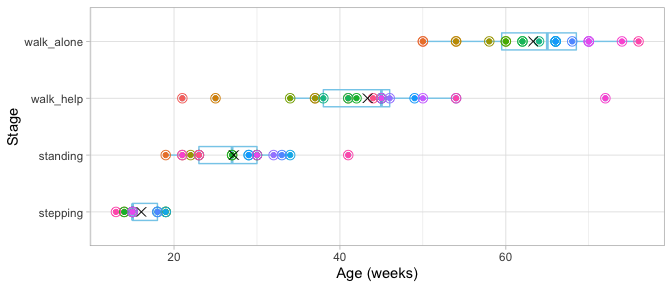 Stage
walk_alone
walk_help
standing
stepping
20 40 60
Age (weeks)